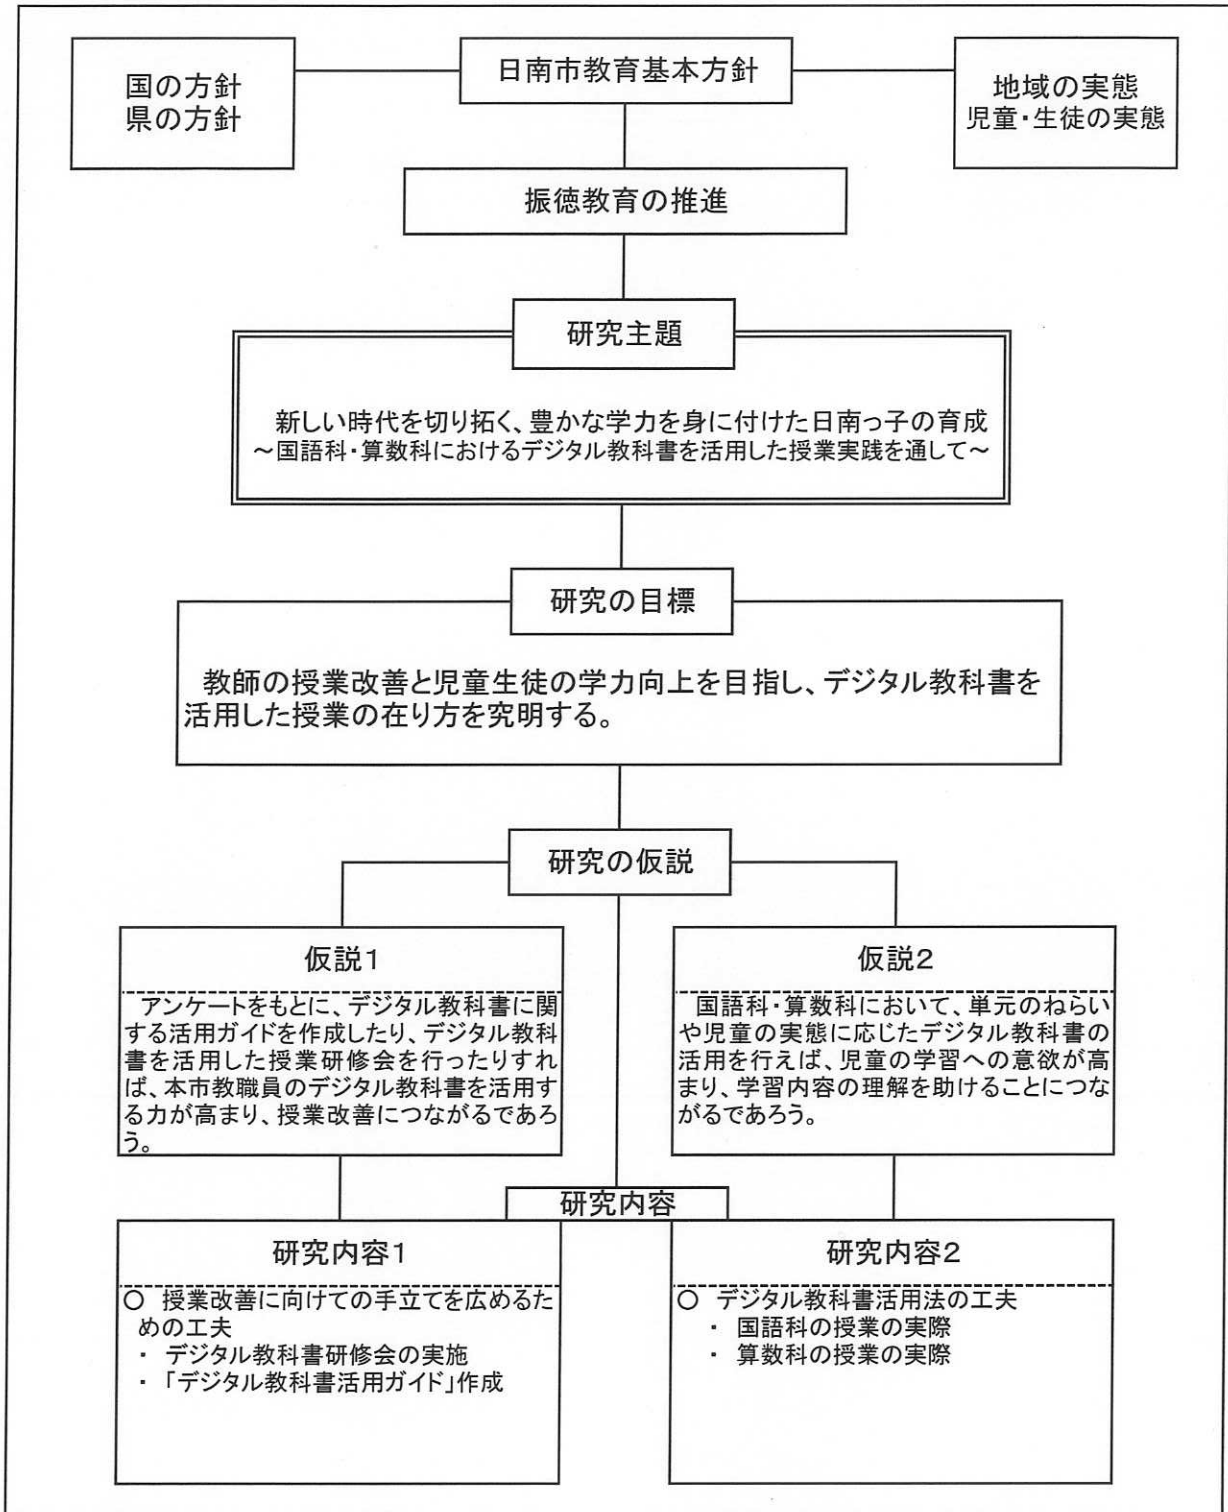 国の方針
県の方針
日南市教育基本方針
地域の実態
児童・生徒の実態
振徳教育の推進
研究主題
新しい時代を切り拓く、豊かな学力を身に付けた日南っ子の育成
～国語科・算数科におけるデジタル教科書を活用した授業実践を通して～
研究の目標
教師の授業改善と児童生徒の学力向上を目指し、デジタル教科書を
活用した授業の在り方を究明する。
研究の仮説
仮説1
アンケートをもとに、デジタル教科書に関
する活用ガイドを作成したり、デジタル教科
書を活用した授業研修会を行ったりすれ
ば、本市教職員のデジタル教科書を活用す
る力が高まり、授業改善につながるであろ
う。
仮説2
国語科・算数科において、単元のねらい
や児童の実態に応じたデジタル教科書の
活用を行えば、児童の学習への意欲が高
まり、学習内容の理解を助けることにつな
がるであろう。
研究内容
研究内容1
○ 授業改善に向けての手立てを広めるた
めの工夫
・ デジタル教科書研修会の実施
・ 「デジタル教科書活用ガイド」作成
研究内容2
○ デジタル教科書活用法の工夫
・ 国語科の授業の実際
・ 算数科の授業の実際